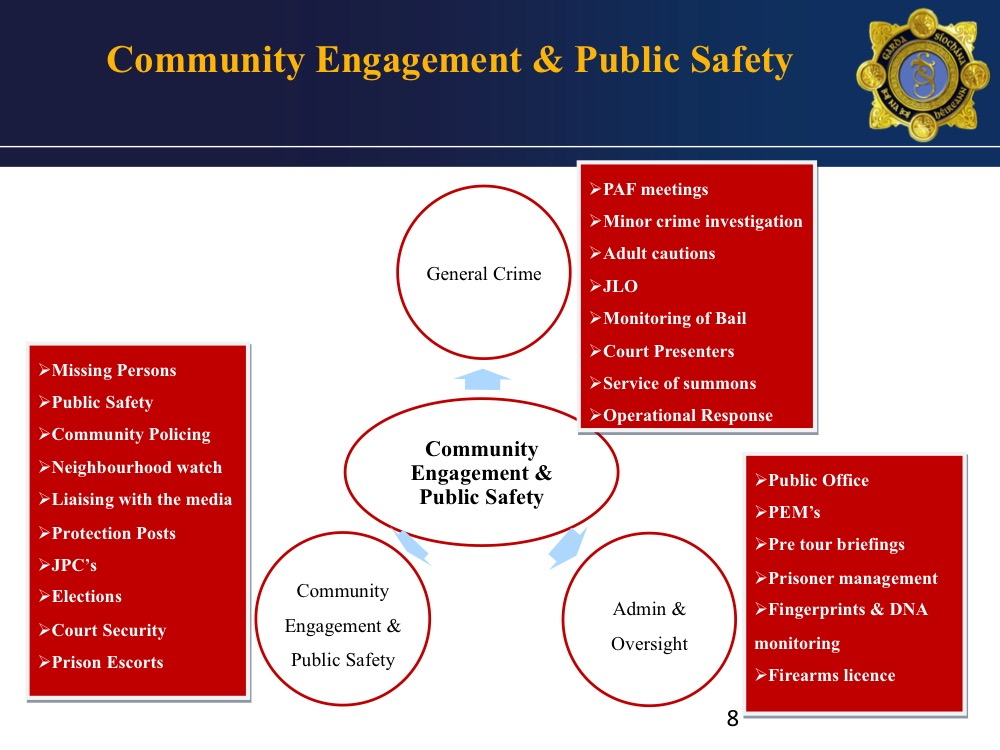 Community Engagement & Public Safety
GARDA
SÍOCHÁNA
NA
HÉIREANN
General Crime
➢PAF meetings
➢Minor crime investigation
➢Adult cautions
➢JLO
➢Monitoring of Bail
➢Court Presenters
➢Service of summons
➢Operational Response
Community
Engagement &
Public Safety
➢Missing Persons
➢Public Safety
➢Community Policing
➢Neighbourhood watch
➢Liaising with the media
➢Protection Posts
➢JPC’s
➢Elections
➢Court Security
➢Prison Escorts
Community
Engagement &
Public Safety
Admin &
Oversight
➢Public Office
➢PEM’s
➢Pre tour briefings
➢Prisoner management
➢Fingerprints & DNA
monitoring
➢Firearms licence
8